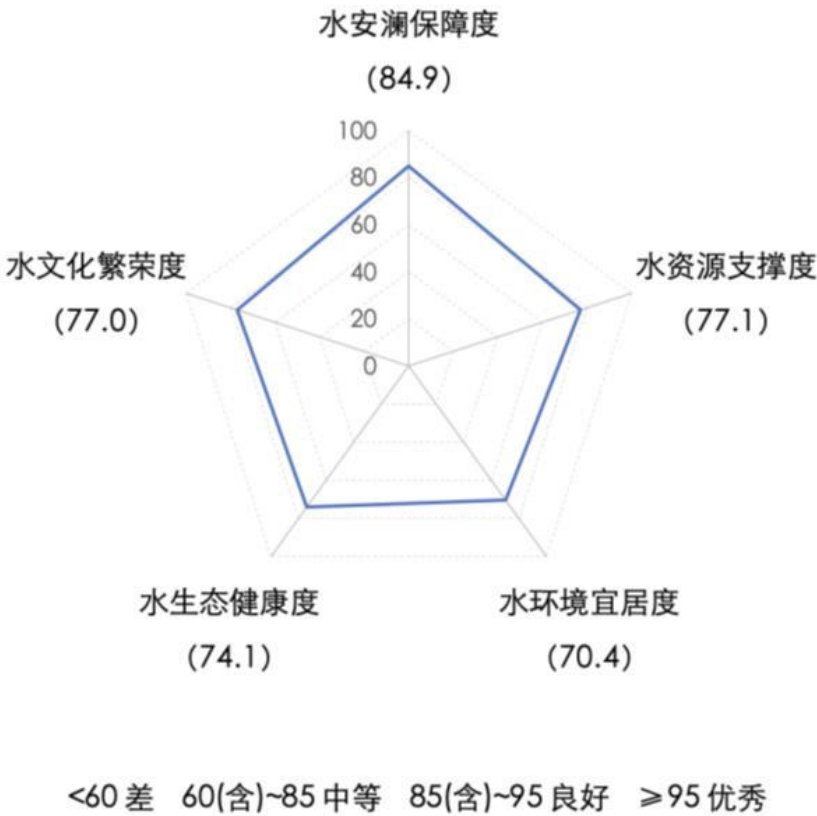 水安澜保障度
(84.9)
100
80
60
40
20
0
水文化繁荣度
(77.0)
水资源支撑度
(77.1)
水生态健康度
(74.1)
水环境宜居度
(70.4)
<60 差 60(含)~85 中等 85(含)~95 良好 ≥95 优秀